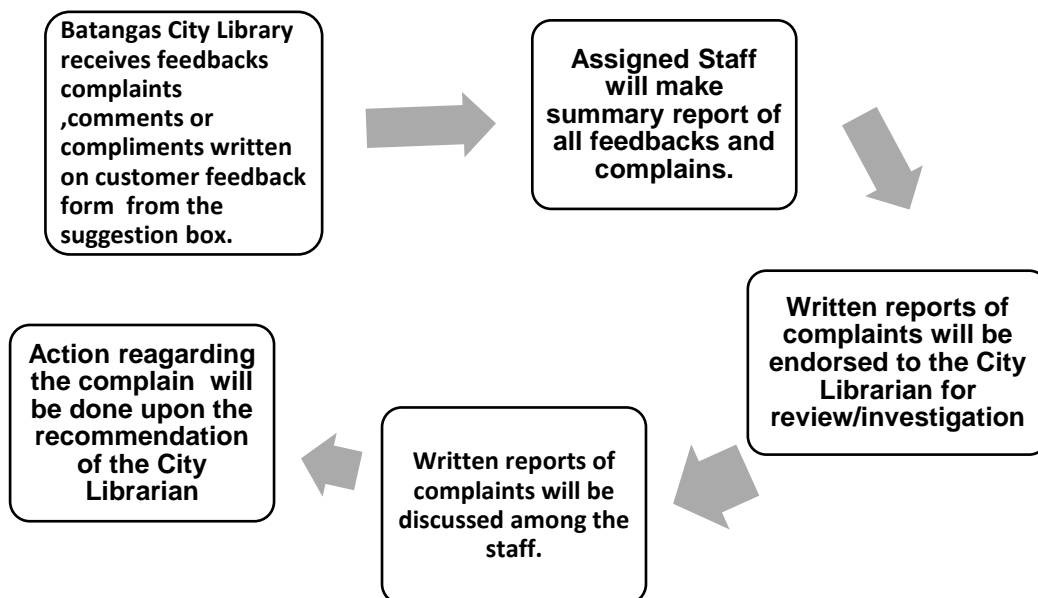 Batangas City Library
receives feedbacks
complaints
,comments or
compliments written
on customer feedback
form from the
suggestion box.
Assigned Staff
will make
summary report of
all feedbacks and
complains.
Written reports of
complaints will be
endorsed to the City
Librarian for
review/investigation
Written reports of
complaints will be
discussed among the
staff.
Action reagarding
the complain will
be done upon the
recommendation
of the City
Librarian